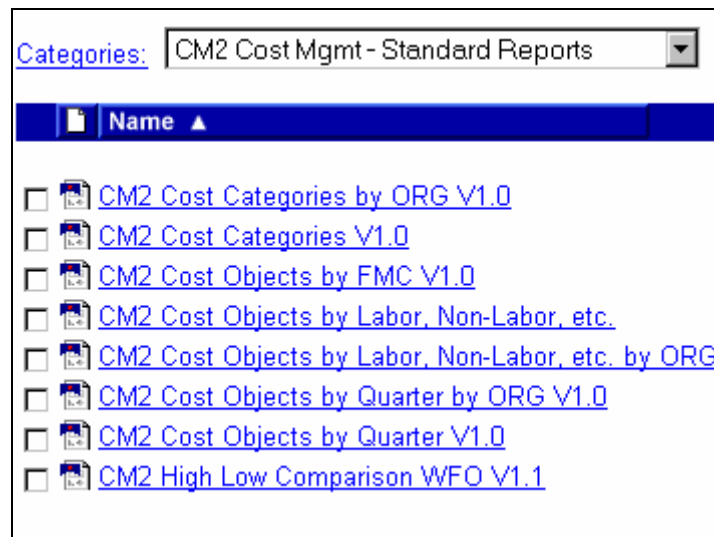 Categories: CM2 Cost Mgmt - Standard Reports
Name ▲
CM2 Cost Categories by ORG V1.0
CM2 Cost Categories V1.0
CM2 Cost Objects by FMC V1.0
CM2 Cost Objects by Labor, Non-Labor, etc.
CM2 Cost Objects by Labor, Non-Labor, etc. by ORG
CM2 Cost Objects by Quarter by ORG V1.0
CM2 Cost Objects by Quarter V1.0
CM2 High Low Comparison WFO V1.1